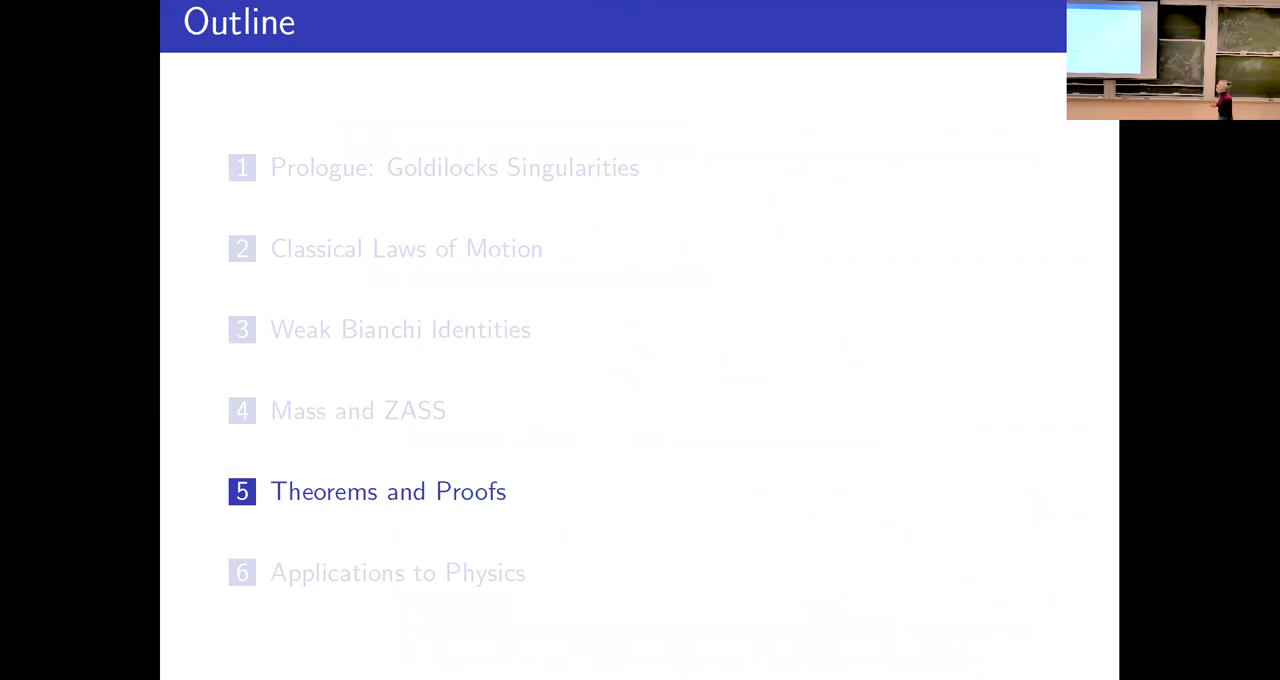 Outline
1 Prologue: Goldilocks Singularities
2 Classical Laws of Motion
3 Weak Bianchi Identities
4 Mass and ZASS
5 Theorems and Proofs
6 Applications to Physics